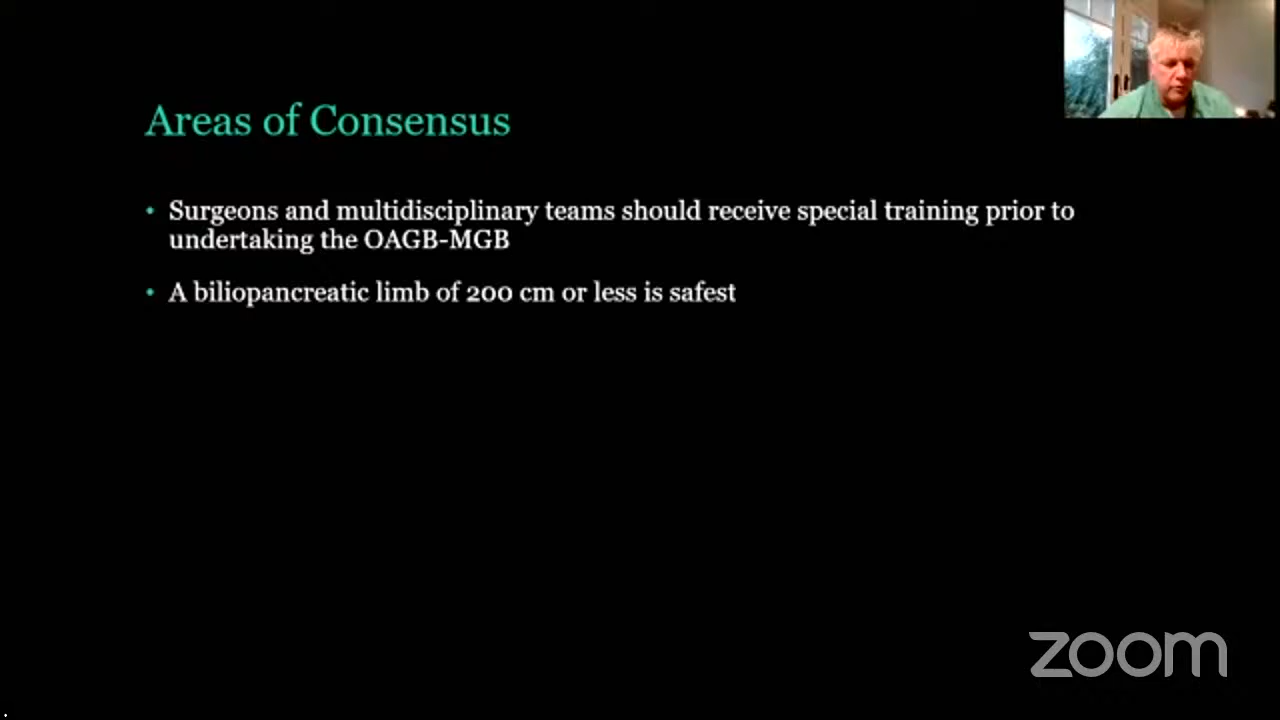 Areas of Consensus
• Surgeons and multidisciplinary teams should receive special training prior to
undertaking the OAGB-MGB
• A biliopancreatic limb of 200 cm or less is safest
zoom